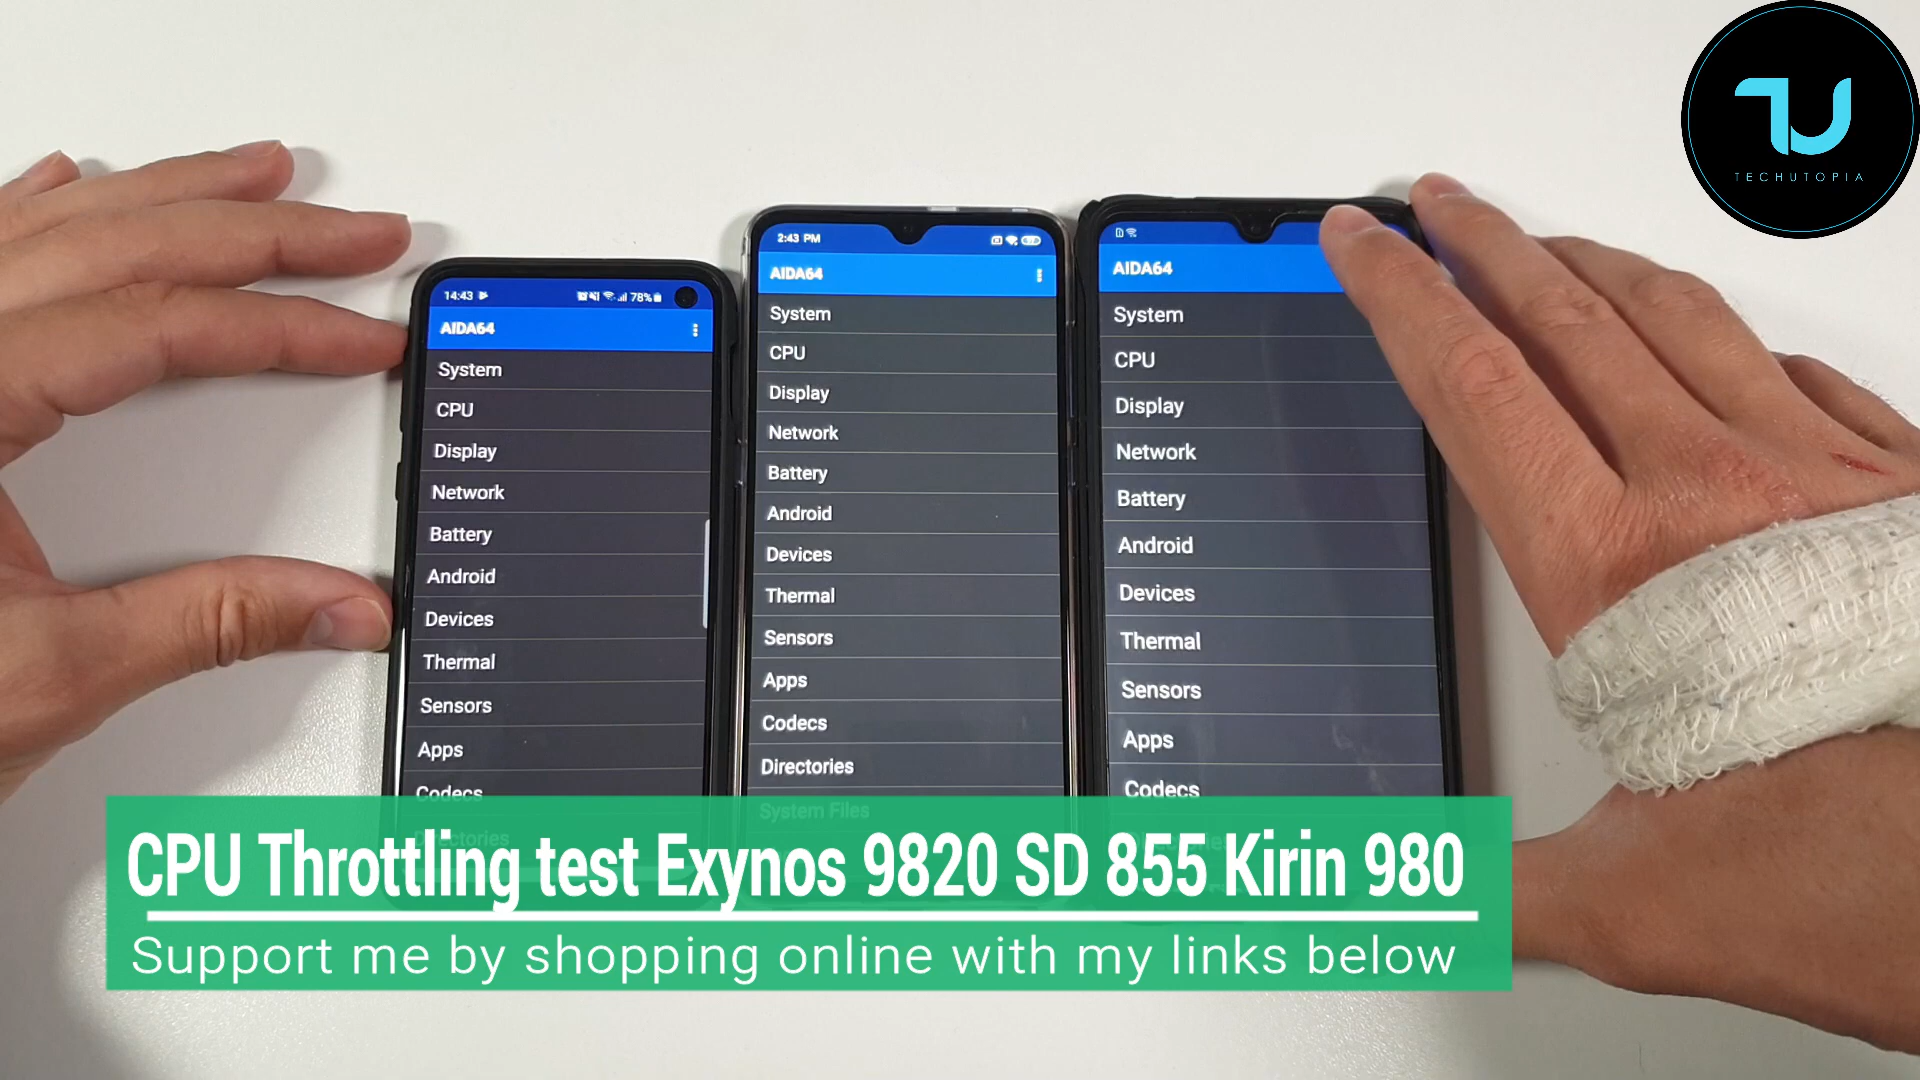 TECHUTOPIA
14:43
78%
AIDA64
System
CPU
Display
Network
Battery
Android
Devices
Thermal
Sensors
Apps
Codecs
Directories
2:43 PM
AIDA64
System
CPU
Display
Network
Battery
Android
Devices
Thermal
Sensors
Apps
Codecs
Directories
System Files
AIDA64
System
CPU
Display
Network
Battery
Android
Devices
Thermal
Sensors
Apps
Codecs
CPU Throttling test Exynos 9820 SD 855 Kirin 980
Support me by shopping online with my links below